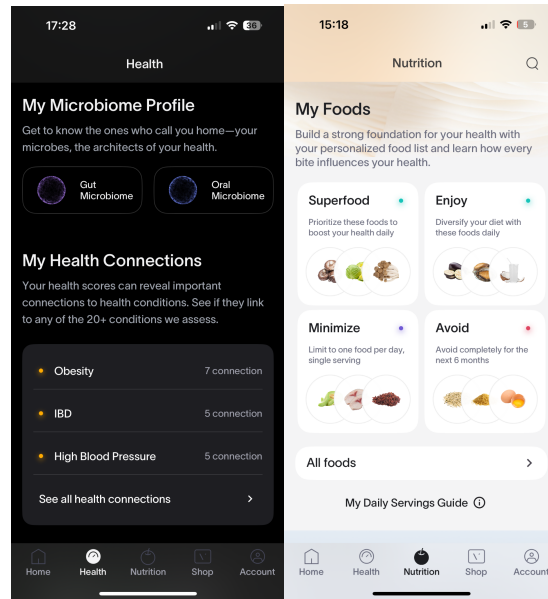 17:28
36
Health
My Microbiome Profile
Get to know the ones who call you home—your
microbes, the architects of your health.
Gut
Microbiome
Oral
Microbiome
My Health Connections
Your health scores can reveal important
connections to health conditions. See if they link
to any of the 20+ conditions we assess.
Obesity
7 connection
IBD
5 connection
High Blood Pressure
5 connection
See all health connections
Home
Health
Nutrition
Shop
Account
15:18
5
Nutrition
My Foods
Build a strong foundation for your health with
your personalized food list and learn how every
bite influences your health.
Superfood
Prioritize these foods to
boost your health daily
Enjoy
Diversify your diet with
these foods daily
Minimize
Limit to one food per day,
single serving
Avoid
Avoid completely for the
next 6 months
All foods
My Daily Servings Guide
Home
Health
Nutrition
Shop
Account